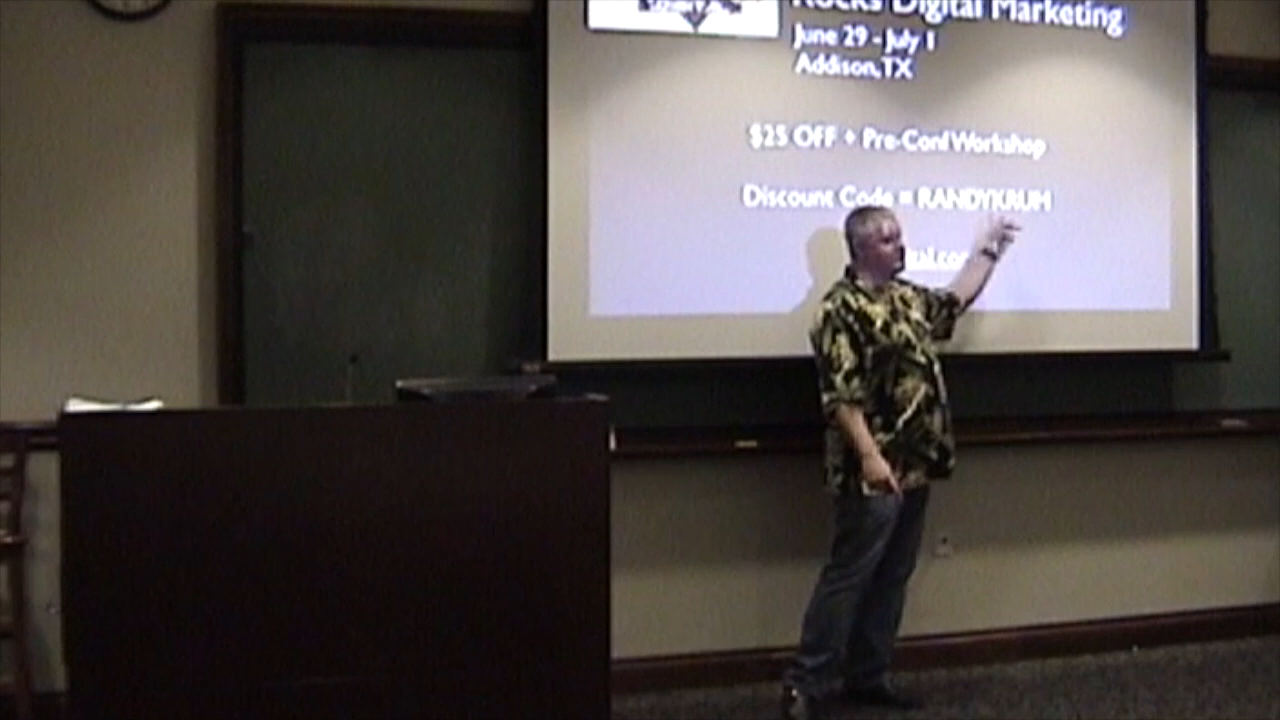 Rocks Digital Marketing
June 29 - July 1
Addison, TX
$25 OFF + Pre-Conf Workshop
Discount Code = RANDYKRUM